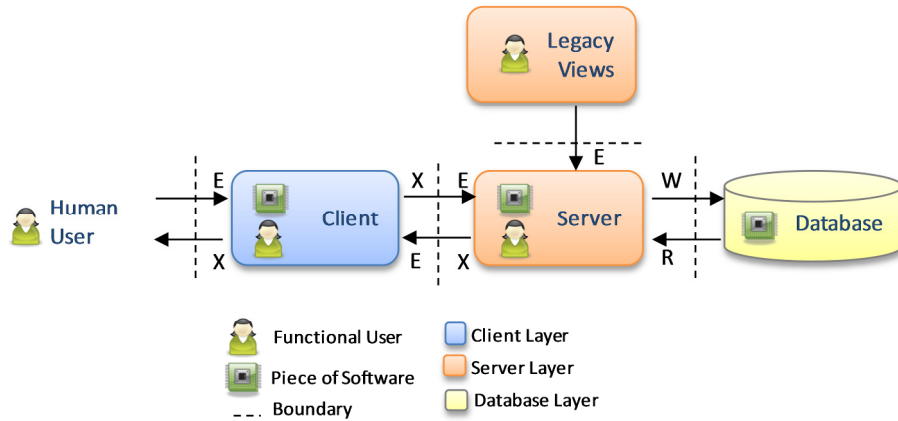 Legacy
Views
E
E
X
E
W
Human
User
Client
Server
Database
X
E
X
R
Functional User
Client Layer
Piece of Software
Server Layer
Boundary
Database Layer